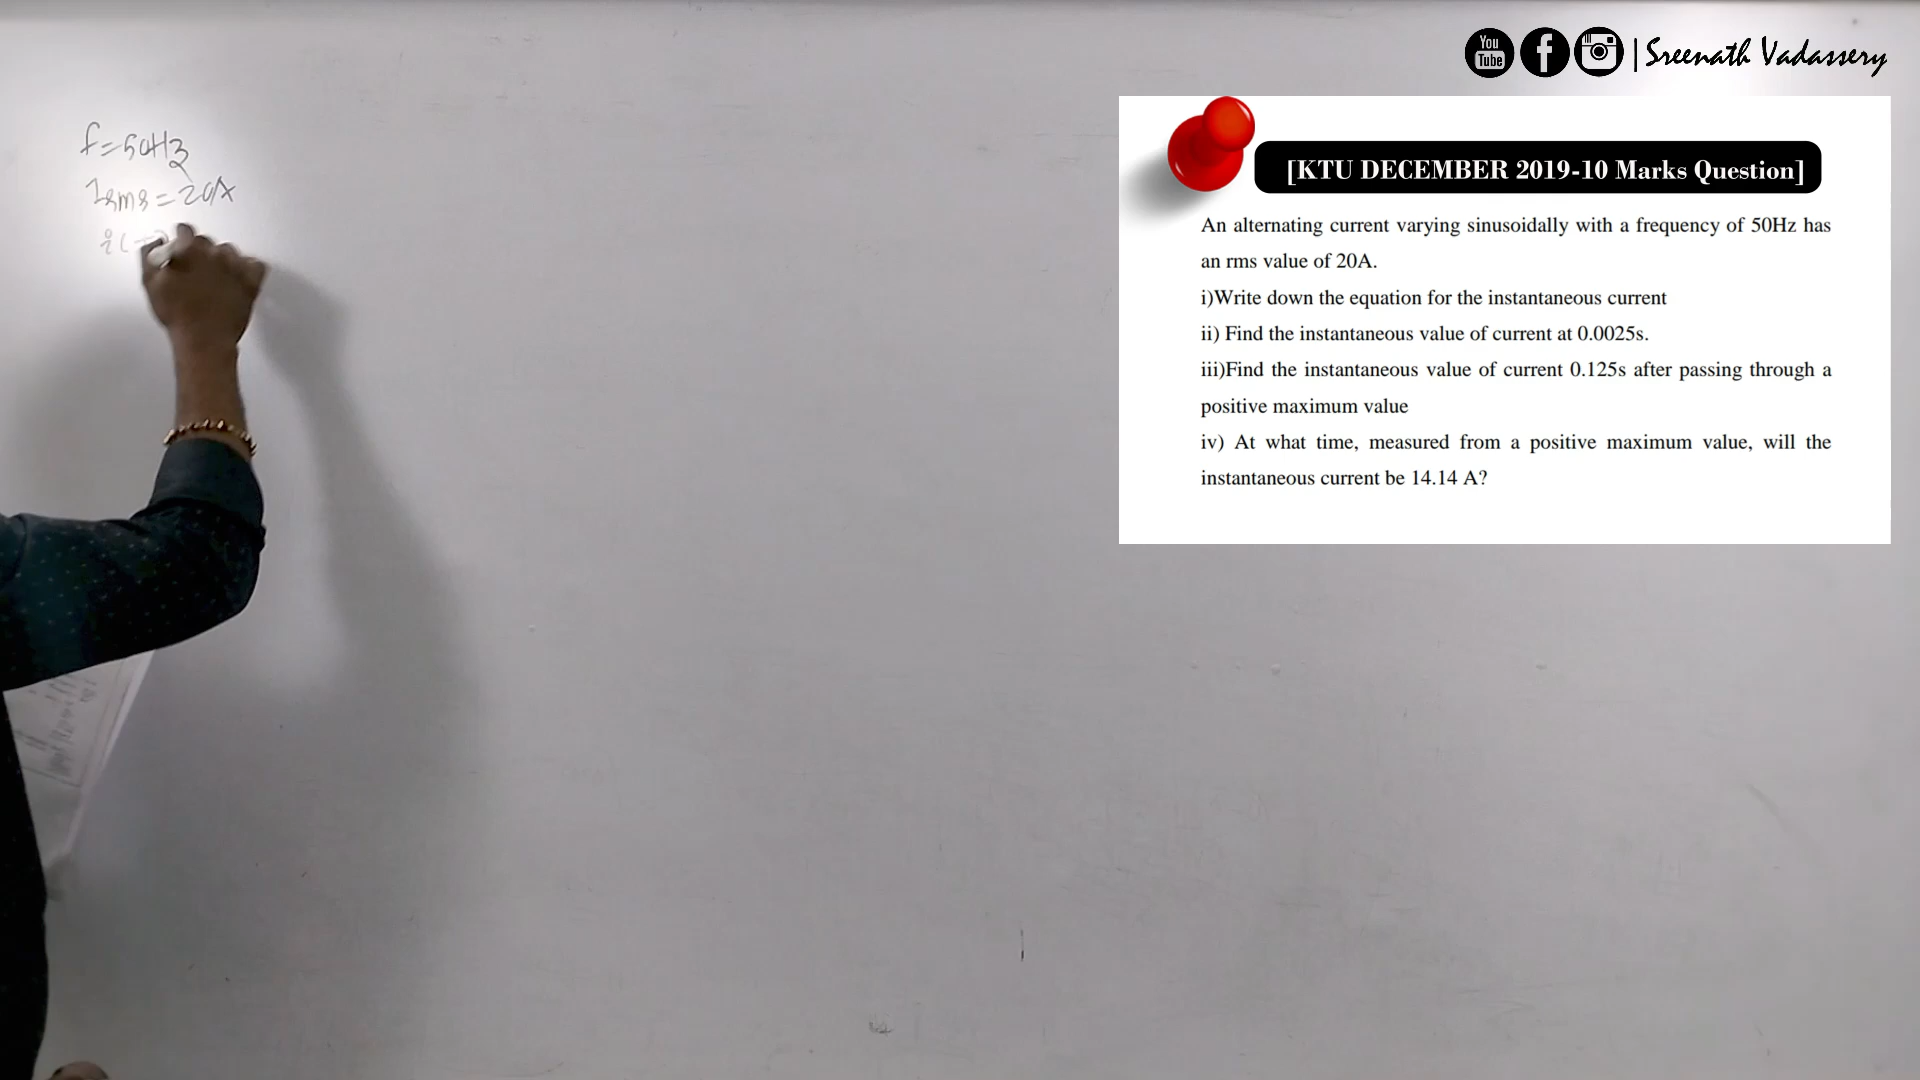 You
Tube
f
| Sreenath Vadassery
[KTU DECEMBER 2019-10 Marks Question]
An alternating current varying sinusoidally with a frequency of 50Hz has
an rms value of 20A.
i)Write down the equation for the instantaneous current
ii) Find the instantaneous value of current at 0.0025s.
iii)Find the instantaneous value of current 0.125s after passing through a
positive maximum value
iv) At what time, measured from a positive maximum value, will the
instantaneous current be 14.14 A?
f=50Hz
Irms = 20A
i(